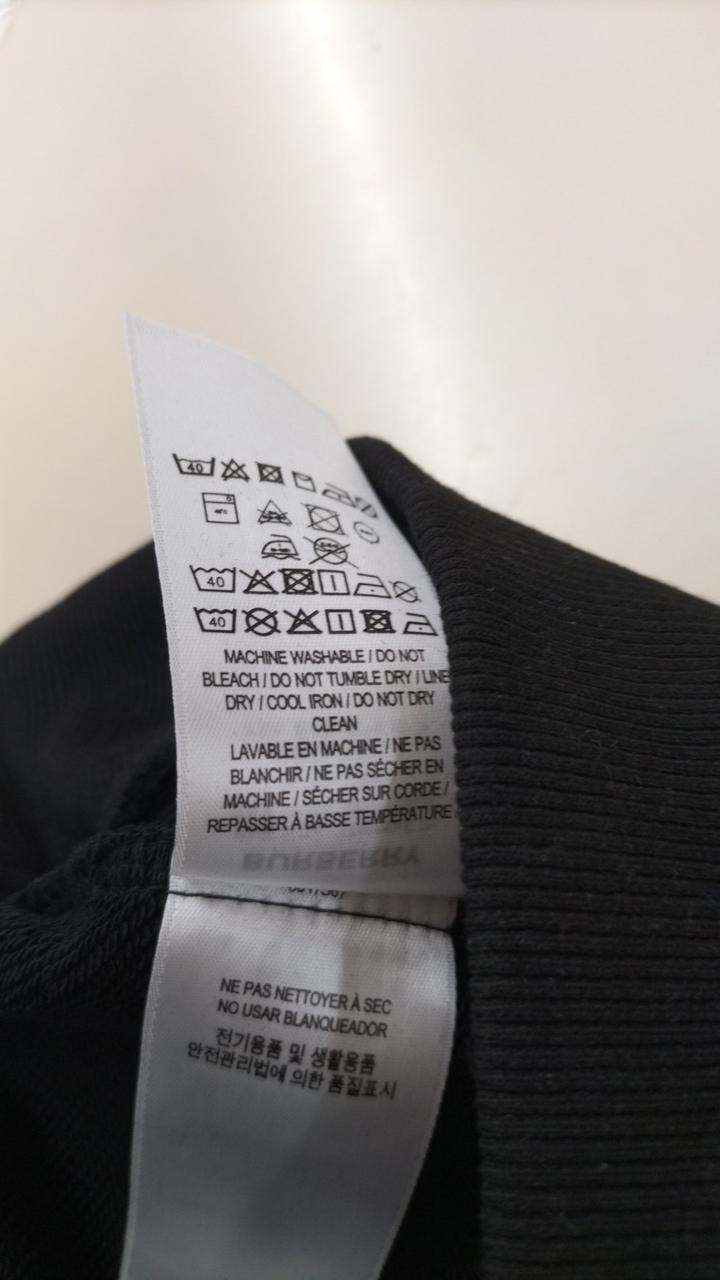 40
40
40
MACHINE WASHABLE / DO NOT
BLEACH / DO NOT TUMBLE DRY / LINE
DRY / COOL IRON / DO NOT DRY
CLEAN
LAVABLE EN MACHINE / NE PAS
BLANCHIR / NE PAS SÉCHER EN
MACHINE / SÉCHER SUR CORDE /
REPASSER À BASSE TEMPÉRATURE
BURBERRY
NE PAS NETTOYER À SEC
NO USAR BLANQUEADOR
전기용품 및 생활용품
안전관리법에 의한 품질표시